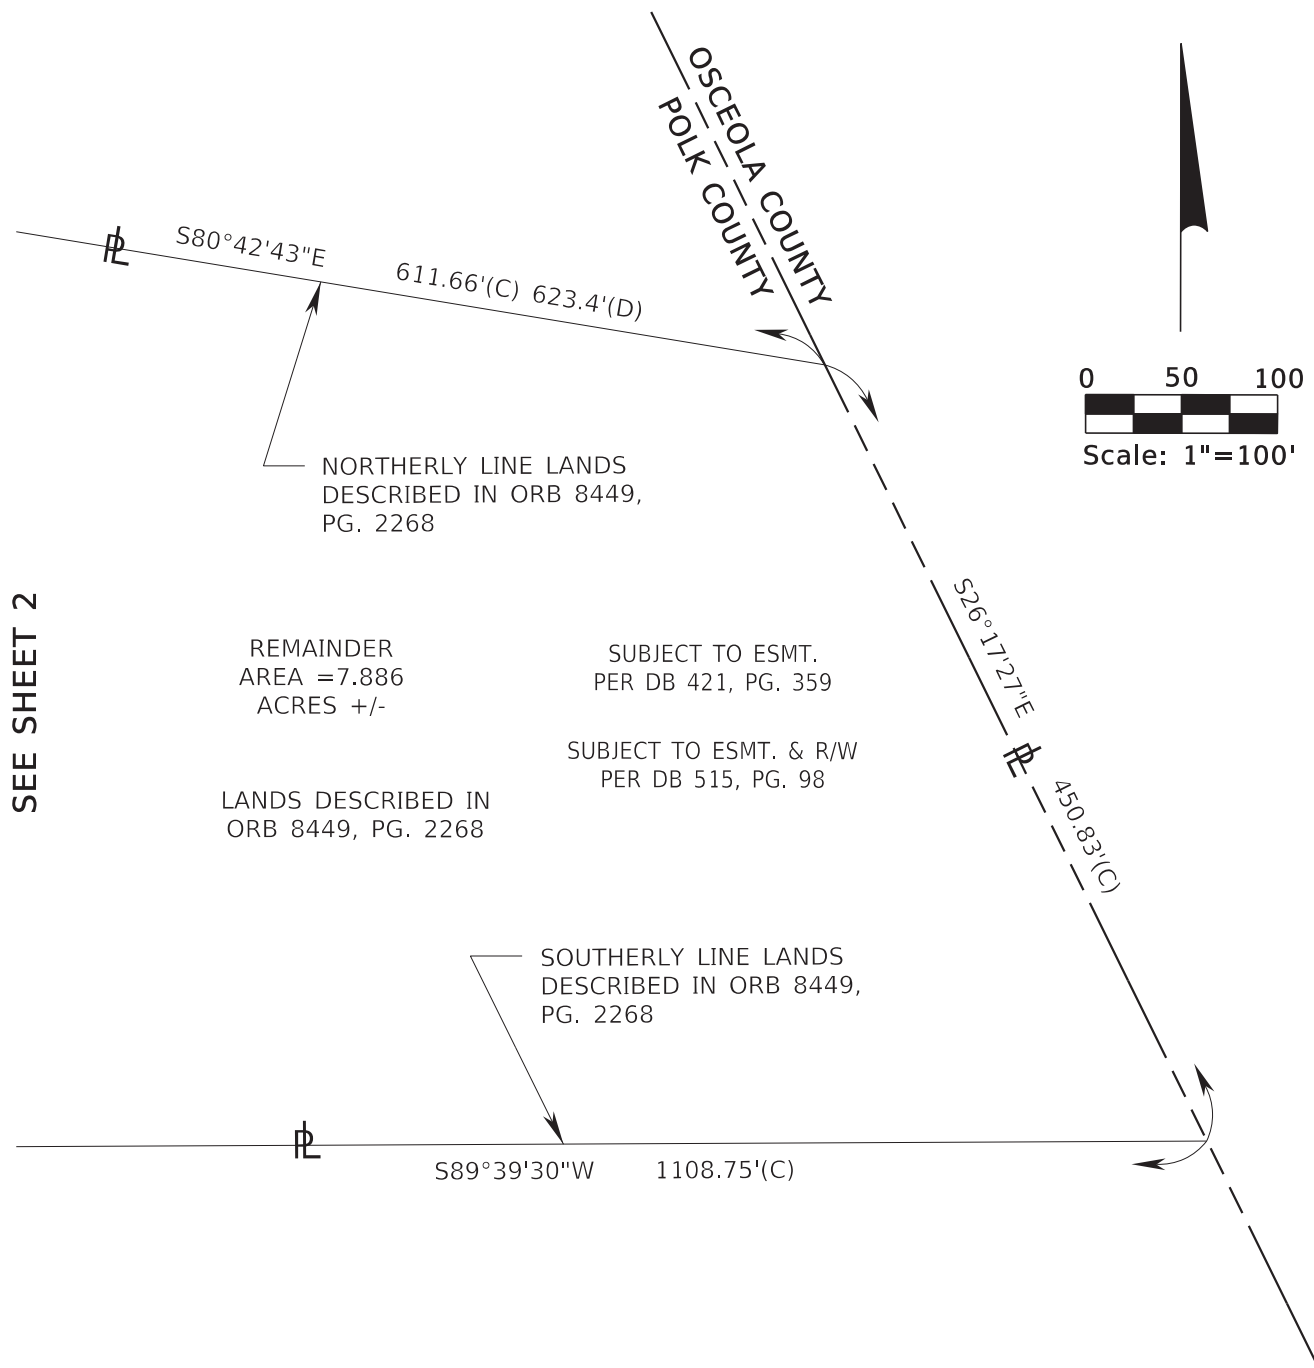 OSCEOLA COUNTY
POLK COUNTY
S80°42'43"E
611.66'(C) 623.4'(D)
0 50 100
Scale: 1"=100'
NORTHERLY LINE LANDS
DESCRIBED IN ORB 8449,
PG. 2268
SEE SHEET 2
REMAINDER
AREA =7.886
ACRES +/-
SUBJECT TO ESMT.
PER DB 421, PG. 359
S26°17'27"E
450.83'(C)
SUBJECT TO ESMT. & R/W
PER DB 515, PG. 98
LANDS DESCRIBED IN
ORB 8449, PG. 2268
SOUTHERLY LINE LANDS
DESCRIBED IN ORB 8449,
PG. 2268
S89°39'30"W 1108.75'(C)